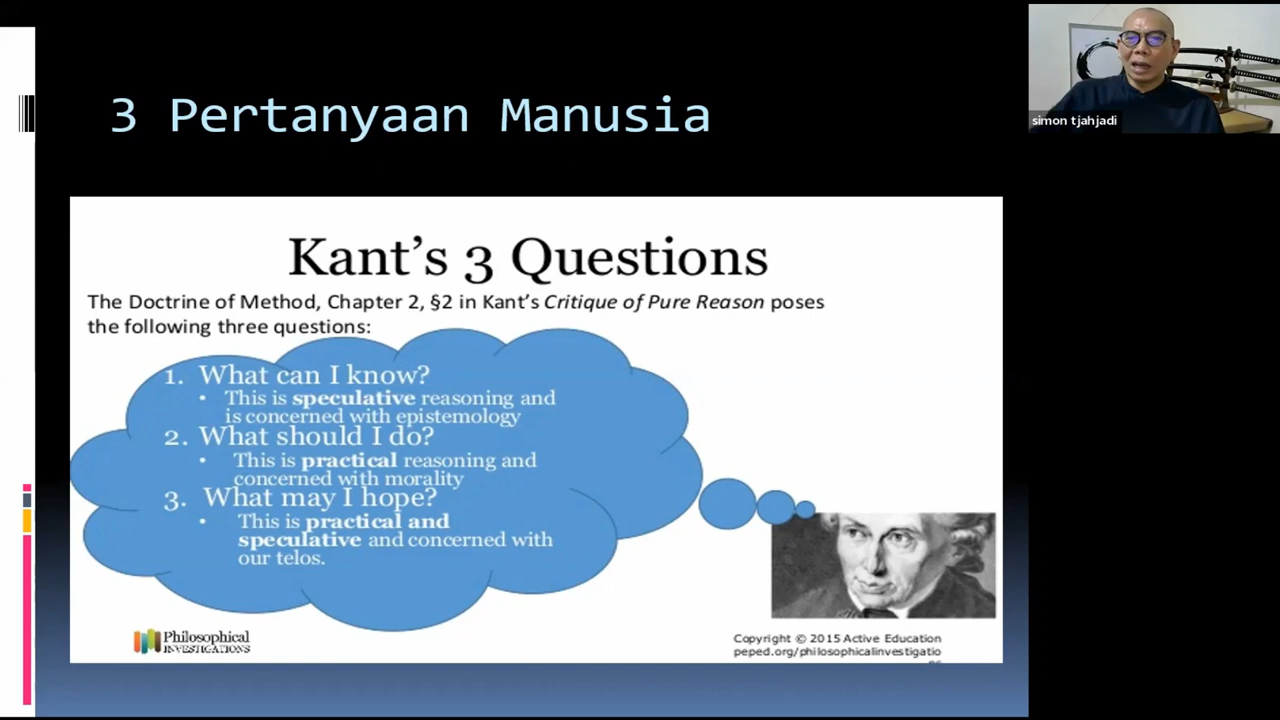 3 Pertanyaan Manusia
simon tjahjadi
Kant's 3 Questions
The Doctrine of Method, Chapter 2, §2 in Kant's Critique of Pure Reason poses
the following three questions:
1. What can I know?
• This is speculative reasoning and
is concerned with epistemology
2. What should I do?
• This is practical reasoning and
concerned with morality
3. What may I hope?
• This is practical and
speculative and concerned with
our telos.
Philosophical
INVESTIGATIONS
Copyright © 2015 Active Education
peped.org/philosophicalinvestigatio